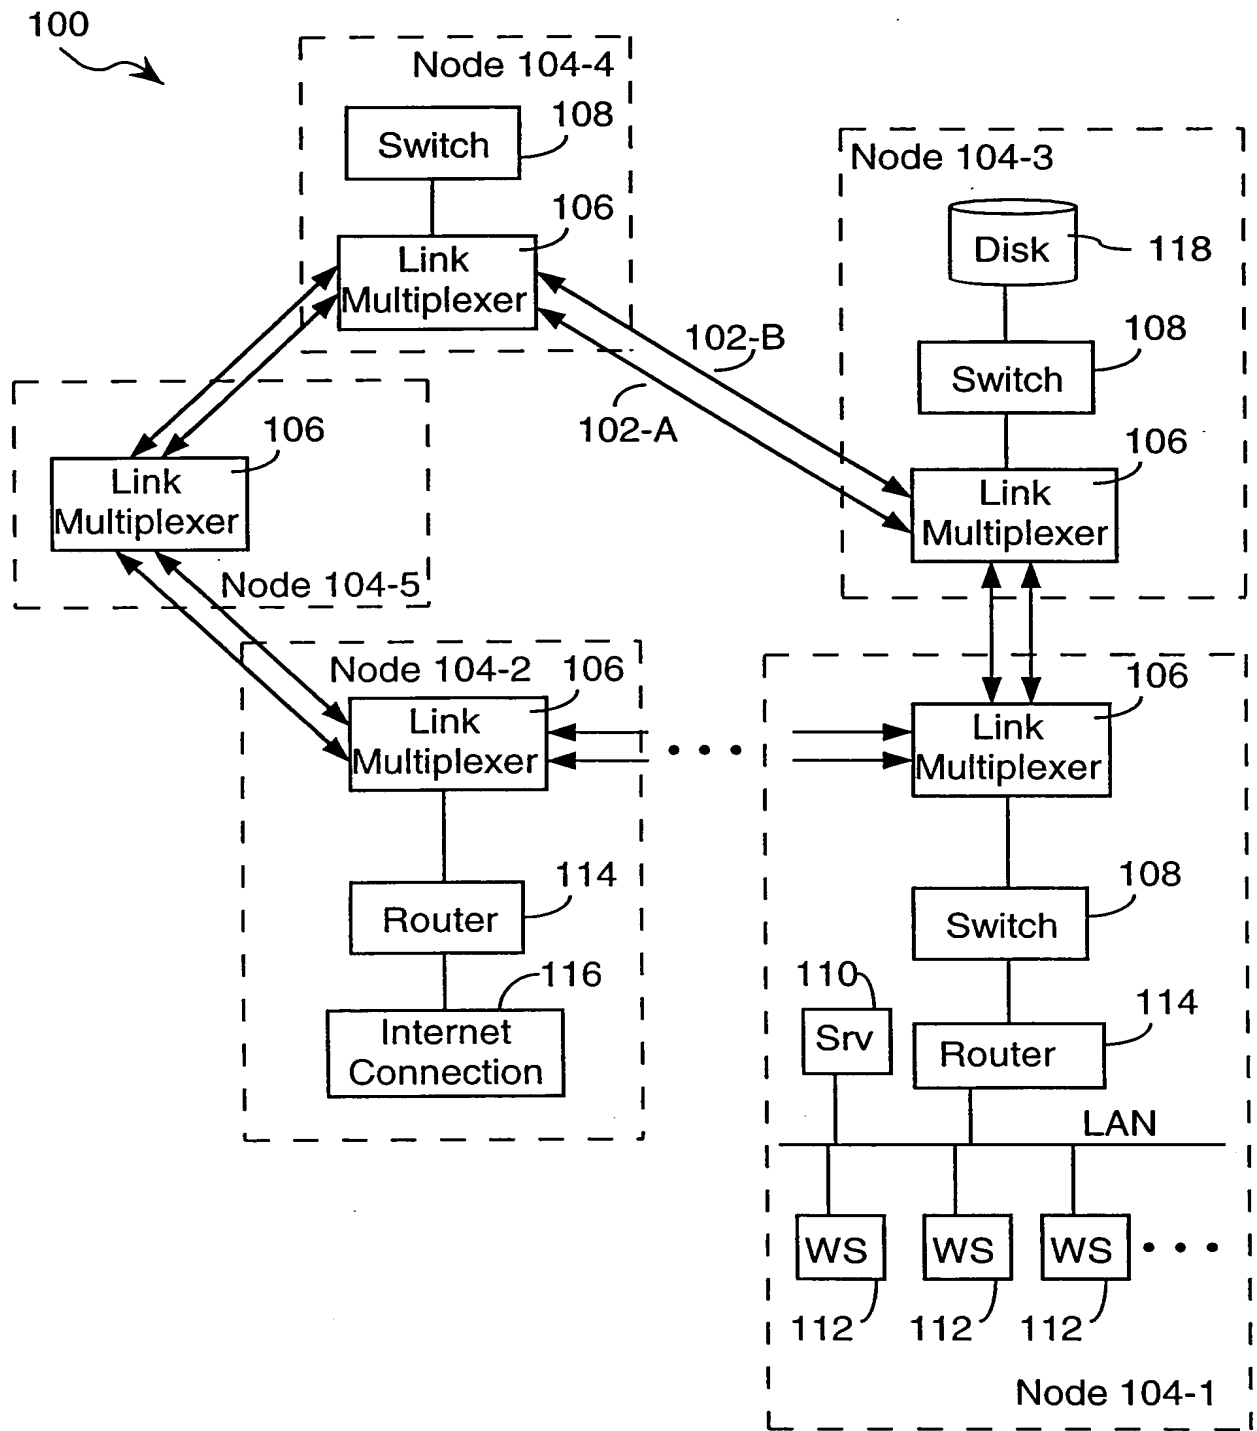 100
Node 104-4
108
Switch
106
Link
Multiplexer
Node 104-3
Disk
118
108
Switch
106
Link
Multiplexer
102-B
102-A
106
Link
Multiplexer
Node 104-5
Node 104-2
106
Link
Multiplexer
114
Router
116
Internet
Connection
106
Link
Multiplexer
108
Switch
110
Srv
114
Router
LAN
WS
WS
WS
112
112
112
Node 104-1